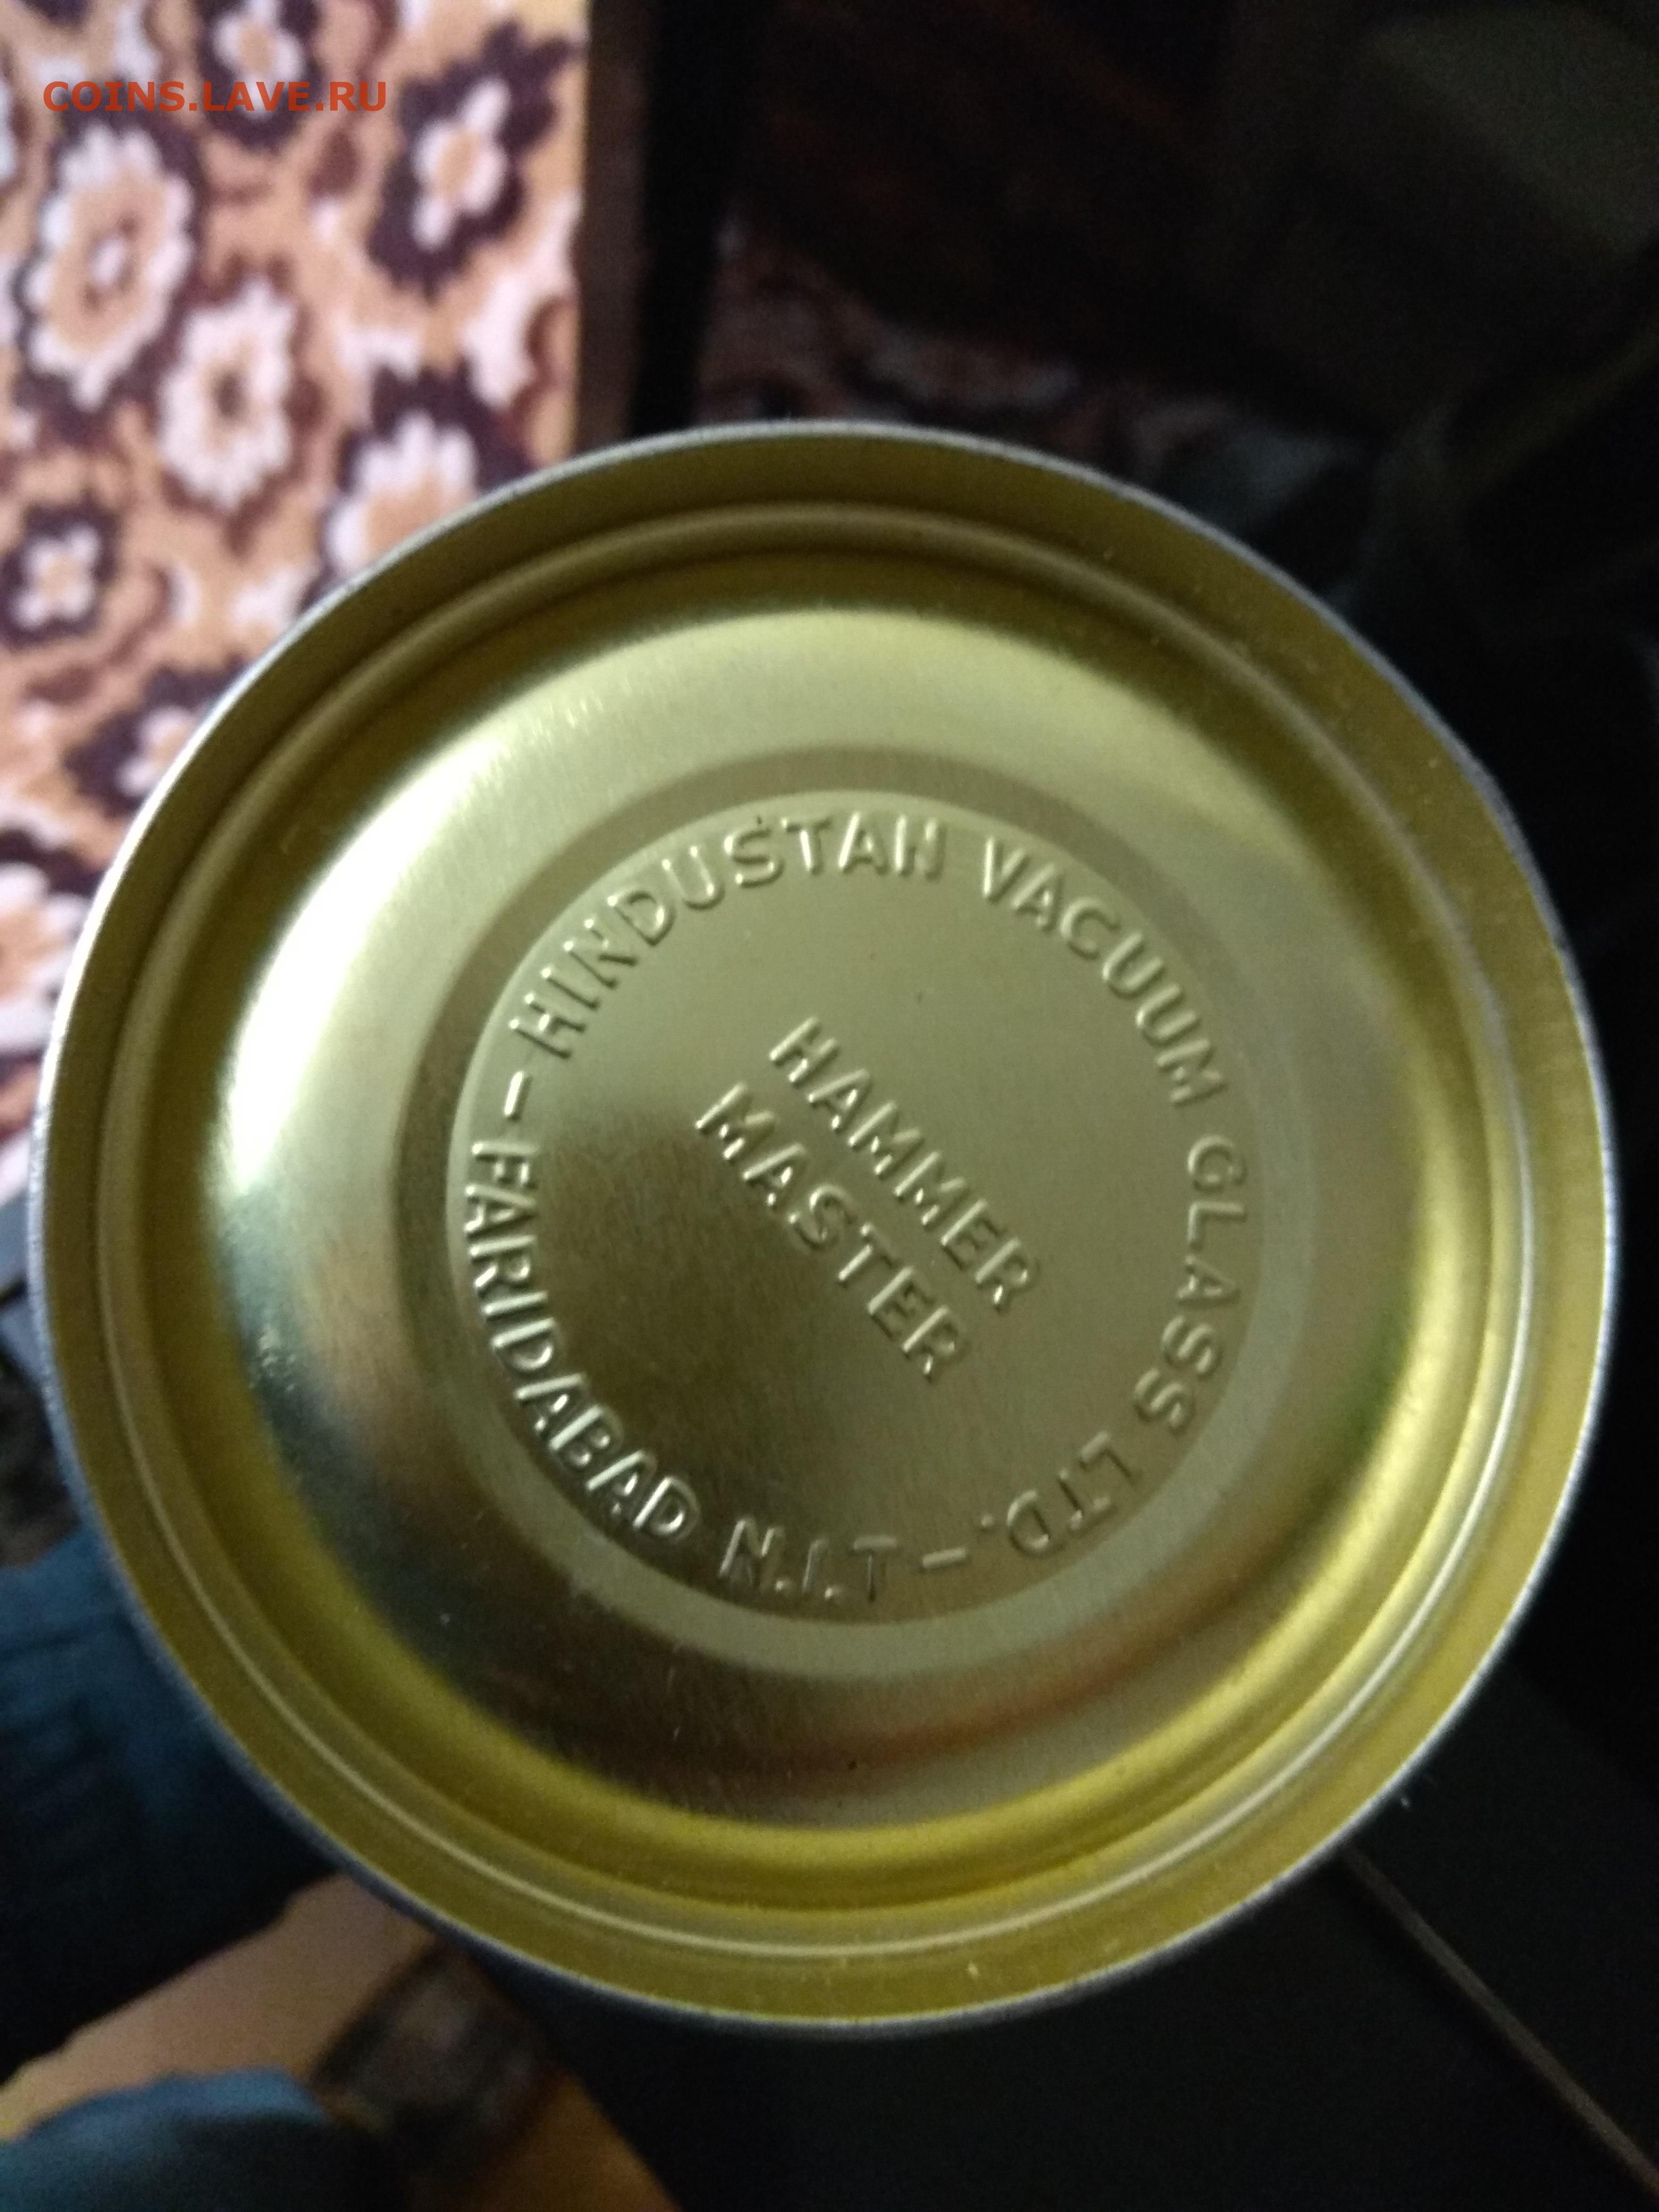 COINS.LAVE.RU
– HINDUSTAN VACUUM GLASS LTD. –
FARIDABAD N.I.T
HAMMER
MASTER